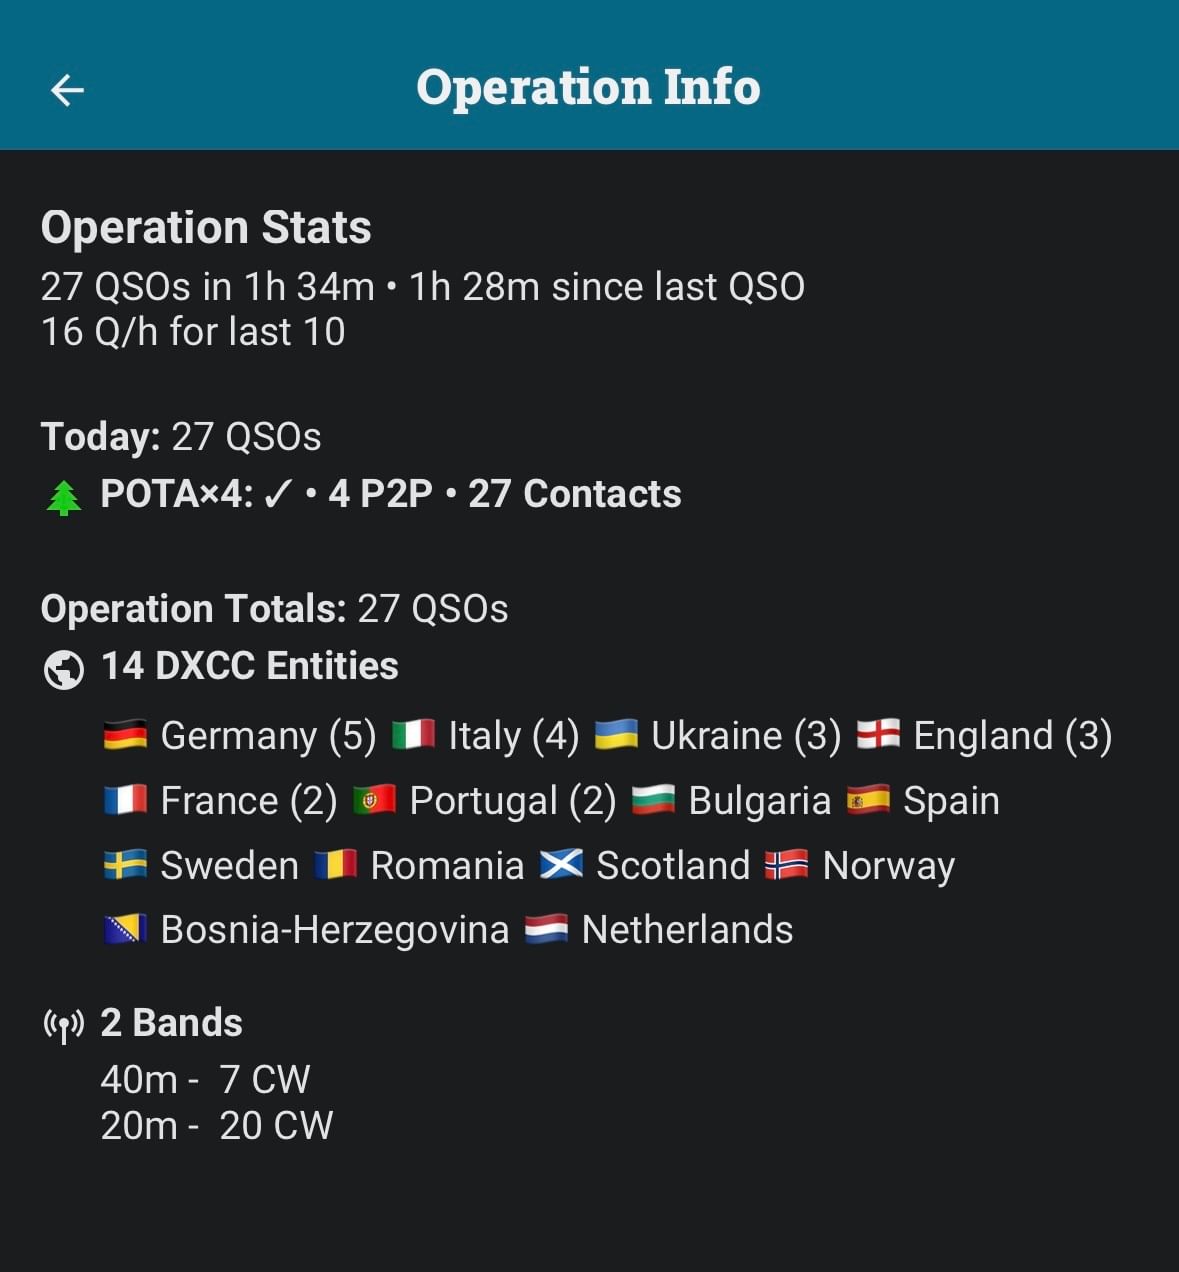 Operation Info
Operation Stats
27 QSOs in 1h 34m • 1h 28m since last QSO
16 Q/h for last 10
Today: 27 QSOs
POTA×4: ✓ • 4 P2P • 27 Contacts
Operation Totals: 27 QSOs
14 DXCC Entities
Germany (5) Italy (4) Ukraine (3) England (3)
France (2) Portugal (2) Bulgaria Spain
Sweden Romania Scotland Norway
Bosnia-Herzegovina Netherlands
2 Bands
40m - 7 CW
20m - 20 CW